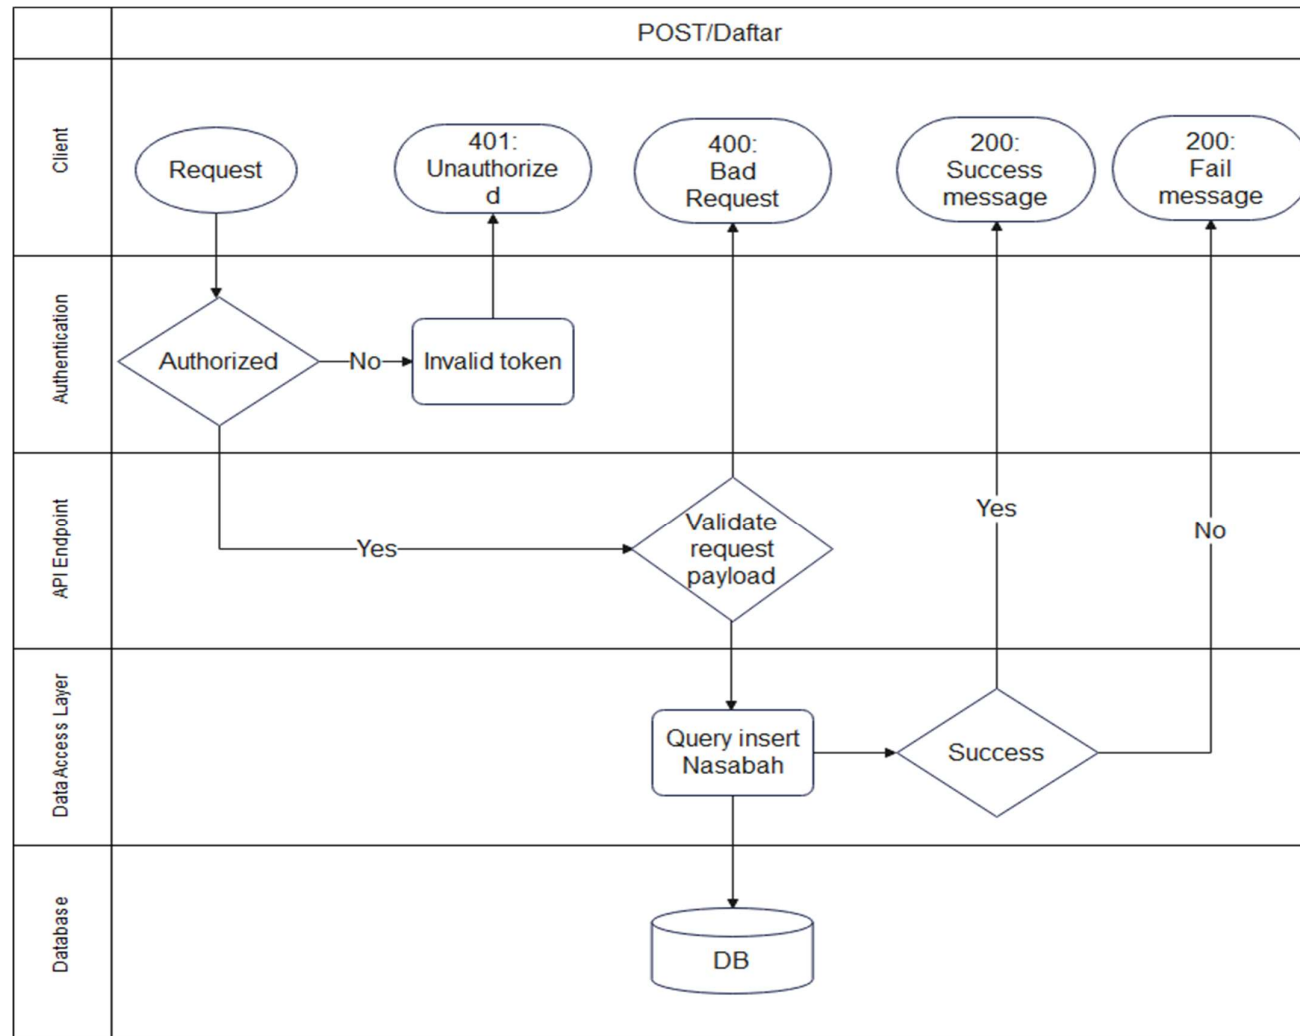 POST/Daftar
Client
Request
401:
Unauthorize
d
400:
Bad
Request
200:
Success
message
200:
Fail
message
Authentication
Authorized
No
Invalid token
API Endpoint
Yes
Validate
request
payload
Yes
No
Data Access Layer
Query insert
Nasabah
Success
Database
DB